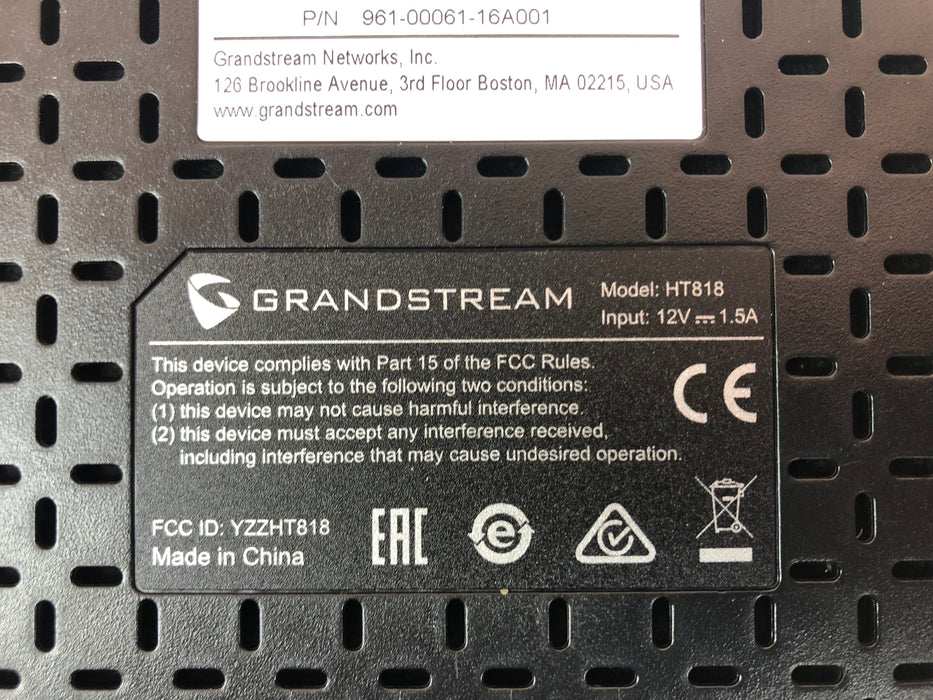 P/N 961-00061-16A001
Grandstream Networks, Inc.
126 Brookline Avenue, 3rd Floor Boston, MA 02215, USA
www.grandstream.com
GRANDSTREAM
Model: HT818
Input: 12V ⎓ 1.5A
This device complies with Part 15 of the FCC Rules.
Operation is subject to the following two conditions:
(1) this device may not cause harmful interference.
(2) this device must accept any interference received,
including interference that may cause undesired operation.
CE
FCC ID: YZZHT818
Made in China
EAC
e